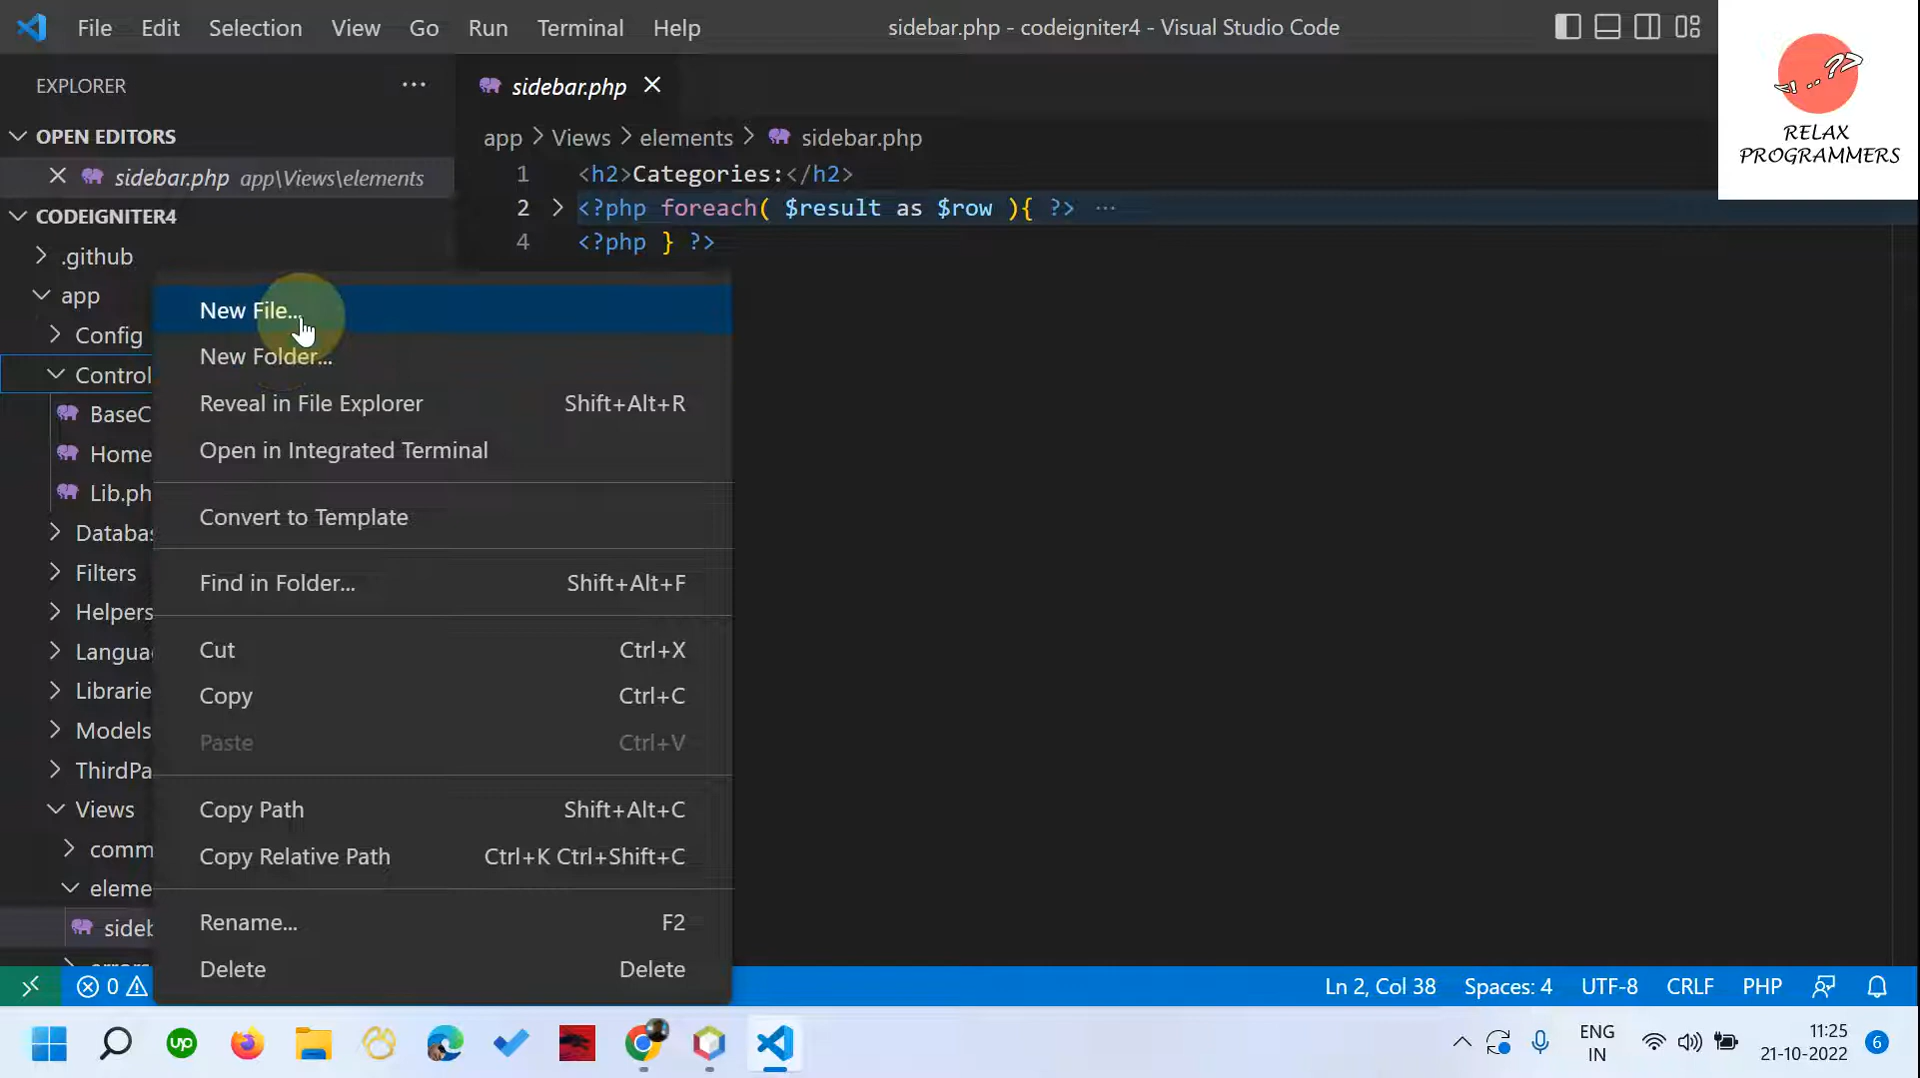 File Edit Selection View Go Run Terminal Help
sidebar.php - codeigniter4 - Visual Studio Code
<!...?>
RELAX
PROGRAMMERS
EXPLORER
sidebar.php
OPEN EDITORS
sidebar.php app\Views\elements
app > Views > elements > sidebar.php
CODEIGNITER4
1 <h2>Categories:</h2>
2 <?php foreach( $result as $row ){ ?> ...
4 <?php } ?>
.github
app
Config
Control
BaseC
Home
Lib.ph
Databas
Filters
Helpers
Langua
Librarie
Models
ThirdPa
Views
comm
eleme
sideb
errors
New File...
New Folder...
Reveal in File Explorer Shift+Alt+R
Open in Integrated Terminal
Convert to Template
Find in Folder... Shift+Alt+F
Cut Ctrl+X
Copy Ctrl+C
Paste Ctrl+V
Copy Path Shift+Alt+C
Copy Relative Path Ctrl+K Ctrl+Shift+C
Rename... F2
Delete Delete
0
Ln 2, Col 38 Spaces: 4 UTF-8 CRLF PHP
up
ENG
IN
11:25
21-10-2022
6